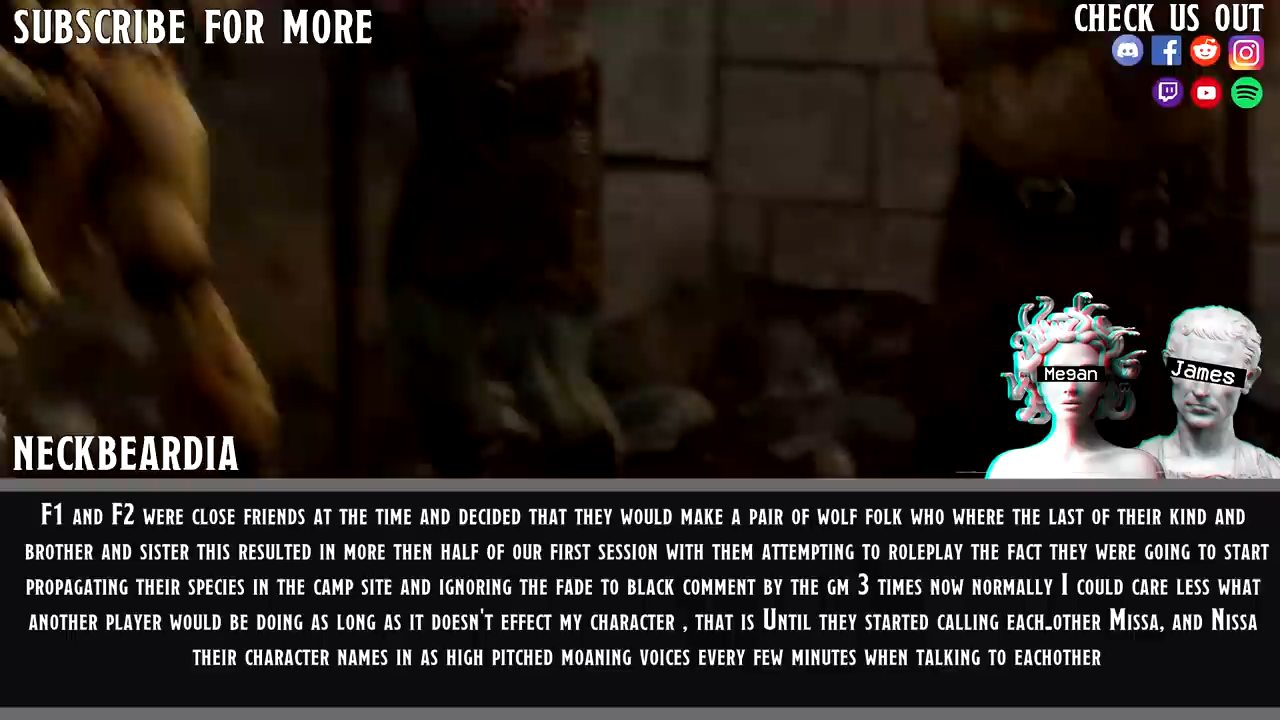 SUBSCRIBE FOR MORE
CHECK US OUT
Megan
James
NECKBEARDIA
F1 AND F2 WERE CLOSE FRIENDS AT THE TIME AND DECIDED THAT THEY WOULD MAKE A PAIR OF WOLF FOLK WHO WHERE THE LAST OF THEIR KIND AND
BROTHER AND SISTER THIS RESULTED IN MORE THEN HALF OF OUR FIRST SESSION WITH THEM ATTEMPTING TO ROLEPLAY THE FACT THEY WERE GOING TO START
PROPAGATING THEIR SPECIES IN THE CAMP SITE AND IGNORING THE FADE TO BLACK COMMENT BY THE GM 3 TIMES NOW NORMALLY I COULD CARE LESS WHAT
ANOTHER PLAYER WOULD BE DOING AS LONG AS IT DOESN'T EFFECT MY CHARACTER , THAT IS UNTIL THEY STARTED CALLING EACH_OTHER MISSA, AND NISSA
THEIR CHARACTER NAMES IN AS HIGH PITCHED MOANING VOICES EVERY FEW MINUTES WHEN TALKING TO EACHOTHER